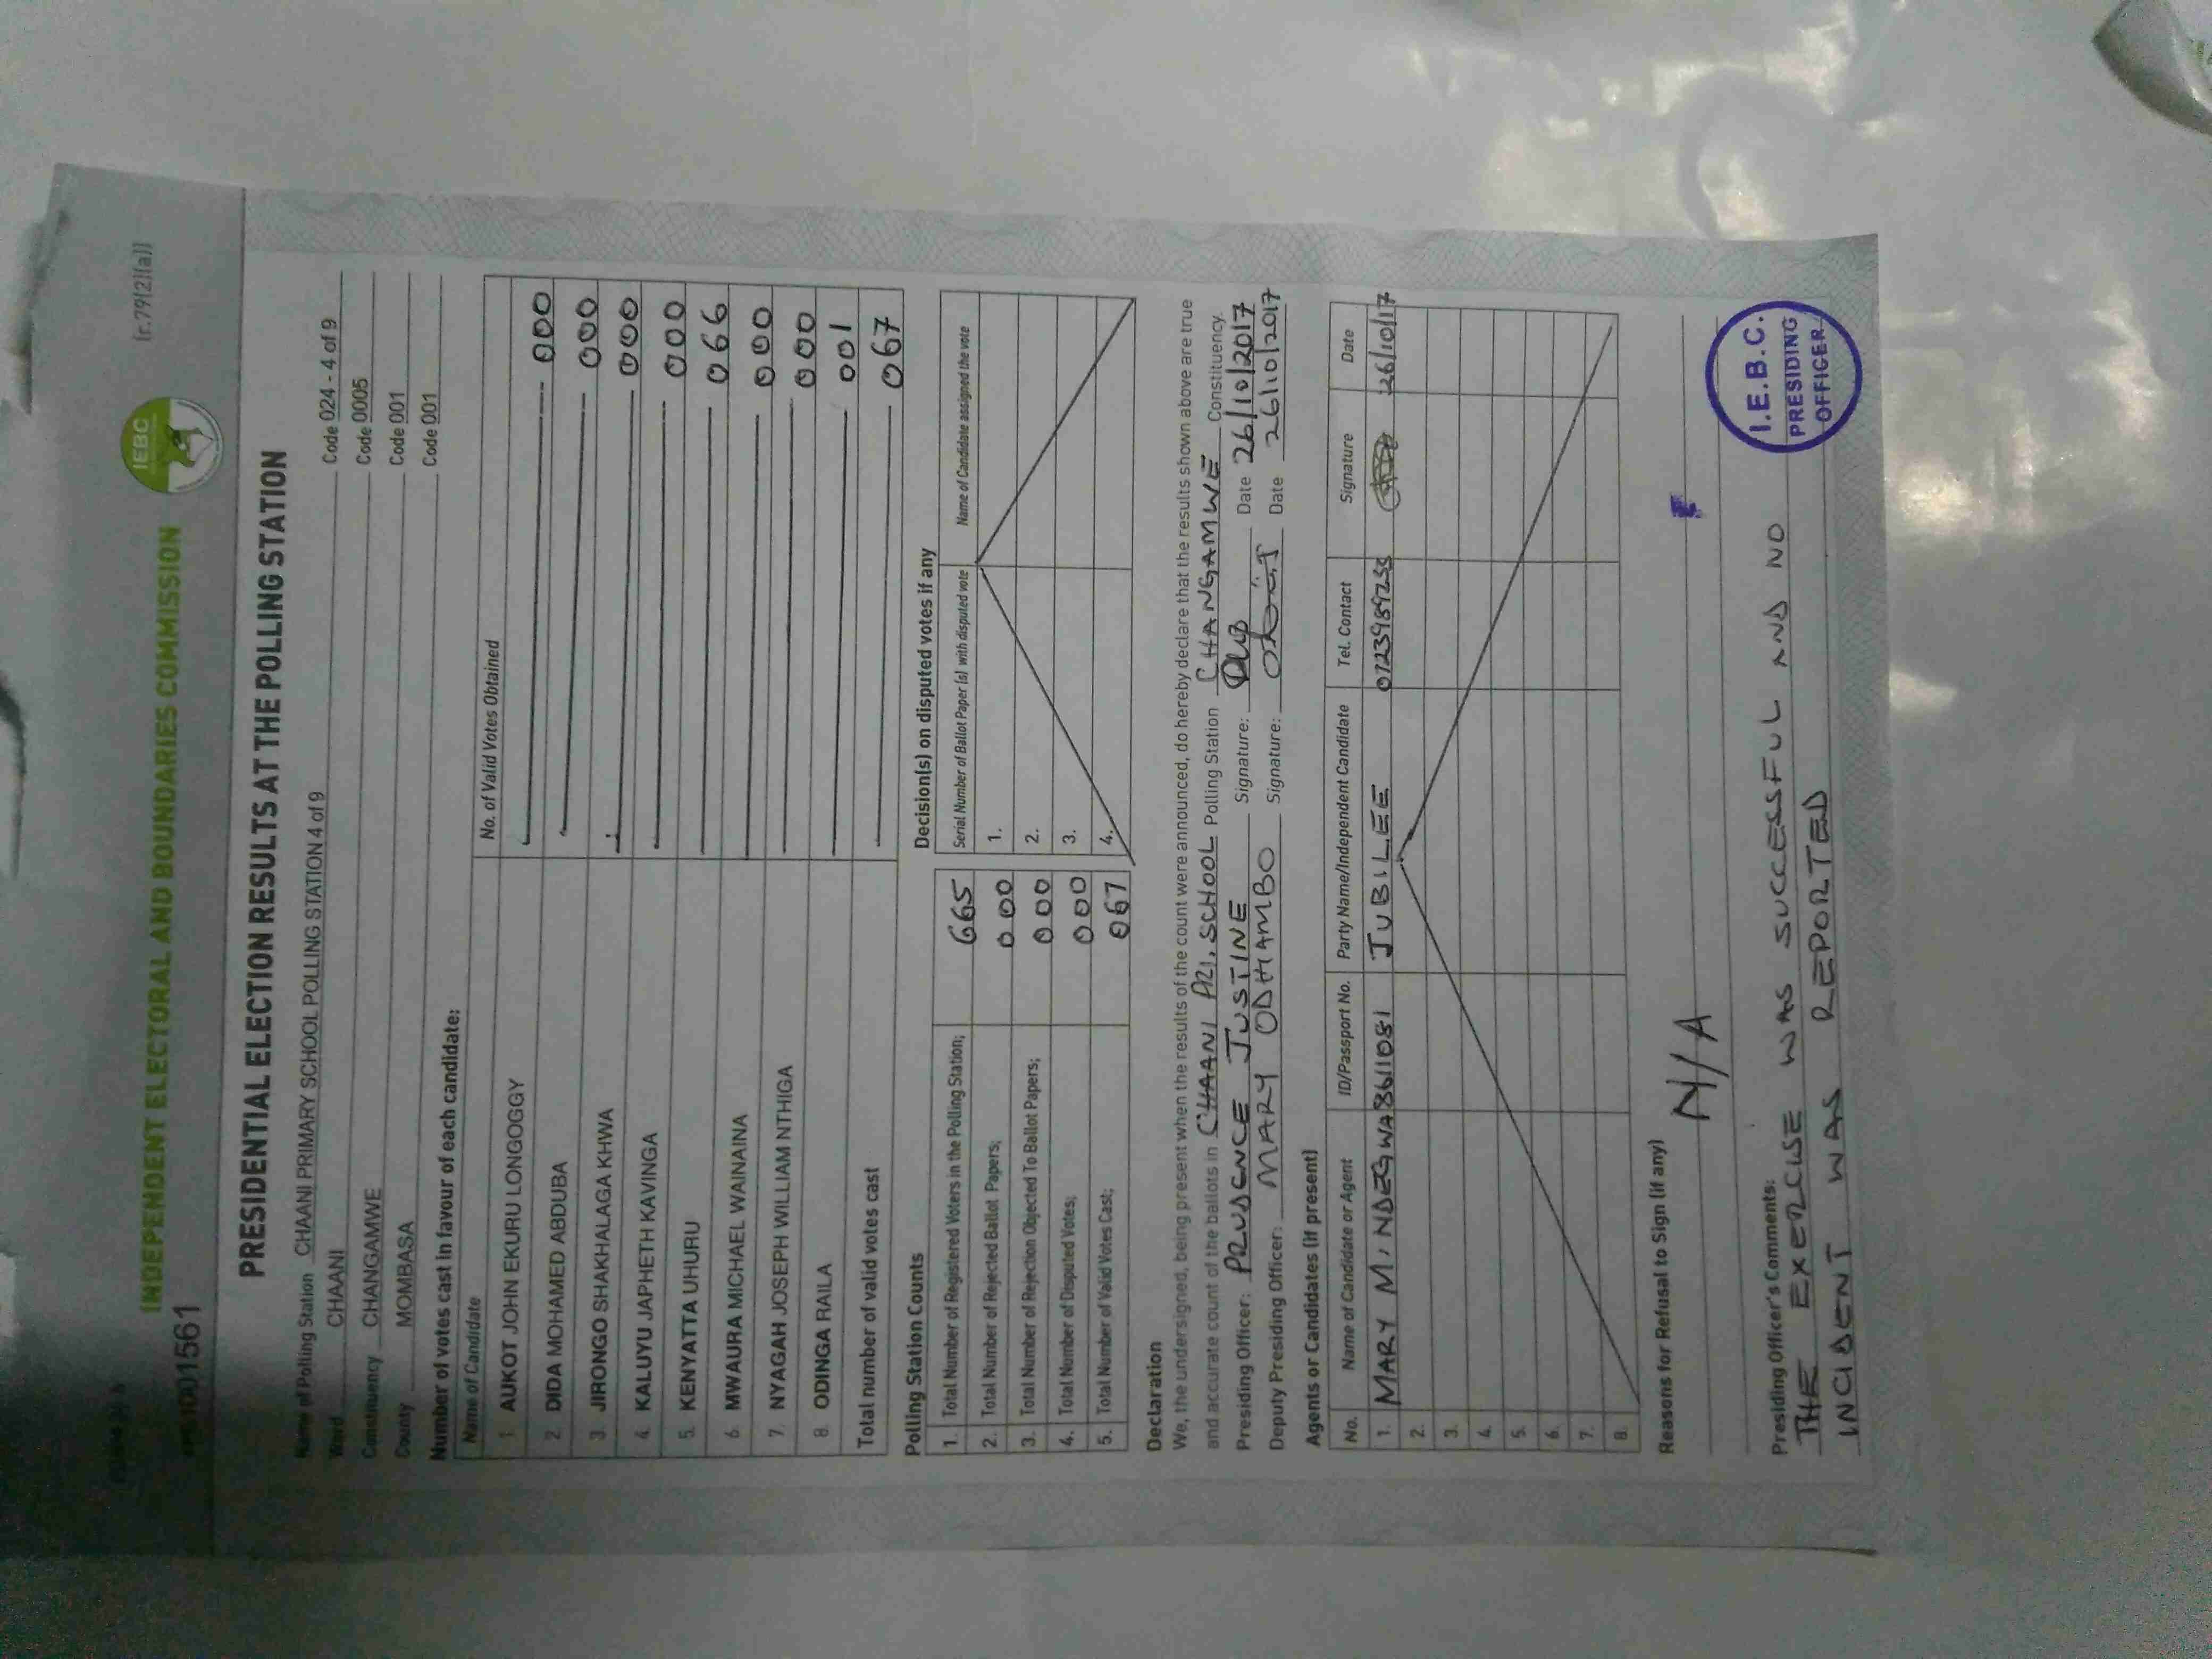 INDEPENDENT ELECTORAL AND BOUNDARIES COMMISSION
IEBC
(r.79(2)(a))
1001561
PRESIDENTIAL ELECTION RESULTS AT THE POLLING STATION
Name of Polling Station CHAANI PRIMARY SCHOOL POLLING STATION 4 of 9 Code 024 - 4 of 9
Ward CHAANI Code 0005
Constituency CHANGAMWE Code 001
County MOMBASA Code 001
Number of votes cast in favour of each candidate:
Name of Candidate No. of Valid Votes Obtained
1. AUKOT JOHN EKURU LONGOGGY 000
2. DIDA MOHAMED ABDUBA 000
3. JIRONGO SHAKHALAGA KHWA 000
4. KALUYU JAPHETH KAVINGA 000
5. KENYATTA UHURU 066
6. MWAURA MICHAEL WAINAINA 000
7. NYAGAH JOSEPH WILLIAM NTHIGA 000
8. ODINGA RAILA 001
Total number of valid votes cast 067
Polling Station Counts
1. Total Number of Registered Voters in the Polling Station; 665
2. Total Number of Rejected Ballot Papers; 000
3. Total Number of Rejection Objected To Ballot Papers; 000
4. Total Number of Disputed Votes; 000
5. Total Number of Valid Votes Cast; 067
Decision(s) on disputed votes if any
Serial Number of Ballot Paper (s) with disputed vote Name of Candidate assigned the vote
1.
2.
3.
4.
Declaration
We, the undersigned, being present when the results of the count were announced, do hereby declare that the results shown above are true
and accurate count of the ballots in CHAANI PRI. SCHOOL Polling Station CHANGAMWE Constituency.
Presiding Officer: PRUDENCE JUSTINE Signature: Date 26/10/2017
Deputy Presiding Officer: MARY ODHIAMBO Signature: Date 26/10/2017
Agents or Candidates (if present)
No. Name of Candidate or Agent ID/Passport No. Party Name/Independent Candidate Tel. Contact Signature Date
1. MARY M. NDEGWA 8611081 JUBILEE 26/10/17
2.
3.
4.
5.
6.
7.
8.
Reasons for Refusal to Sign (if any)
N/A
Presiding Officer's Comments:
THE EXERCISE WAS SUCCESSFUL AND NO
INCIDENT WAS REPORTED
I.E.B.C.
PRESIDING
OFFICER